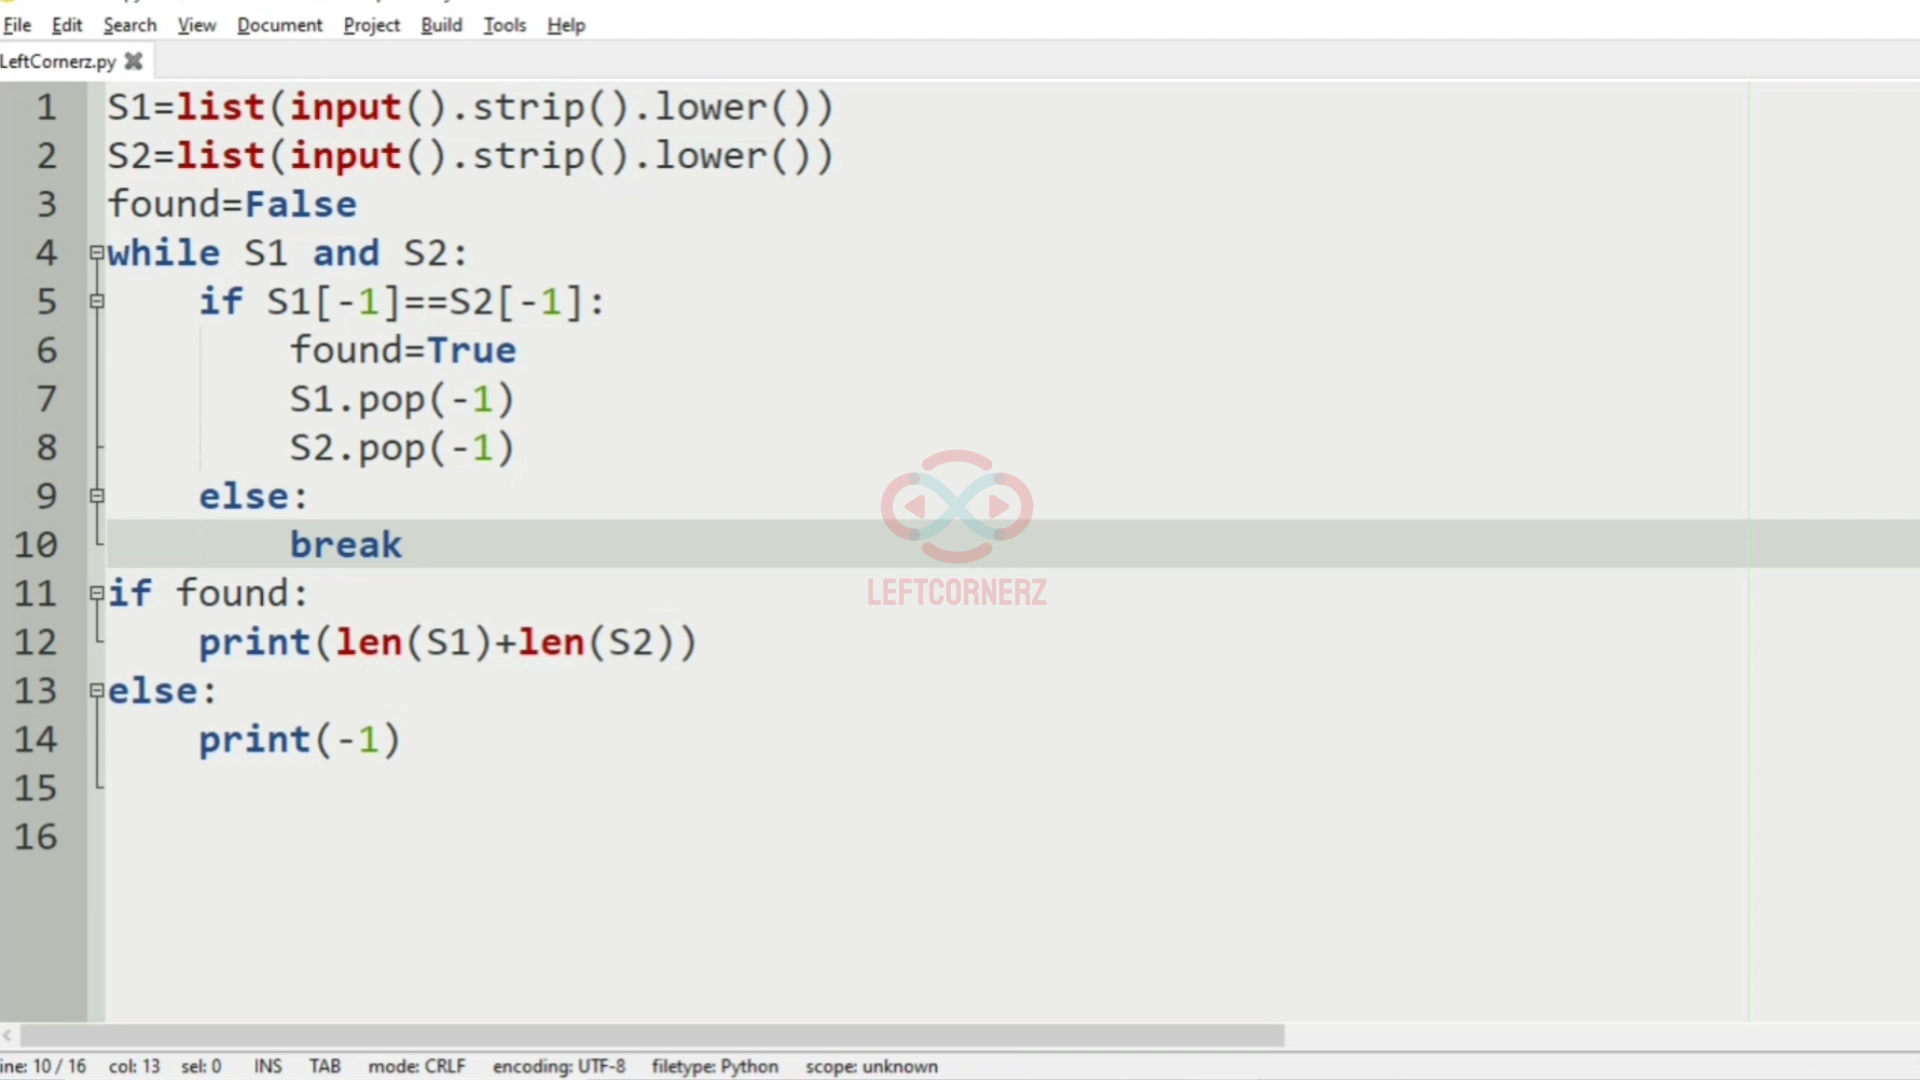 File Edit Search View Document Project Build Tools Help
LeftCornerz.py
1 S1=list(input().strip().lower())
2 S2=list(input().strip().lower())
3 found=False
4 while S1 and S2:
5     if S1[-1]==S2[-1]:
6         found=True
7         S1.pop(-1)
8         S2.pop(-1)
9     else:
10         break
11 if found:
12     print(len(S1)+len(S2))
13 else:
14     print(-1)
15
16
LEFTCORNERZ
ine: 10 / 16 col: 13 sel: 0 INS TAB mode: CRLF encoding: UTF-8 filetype: Python scope: unknown